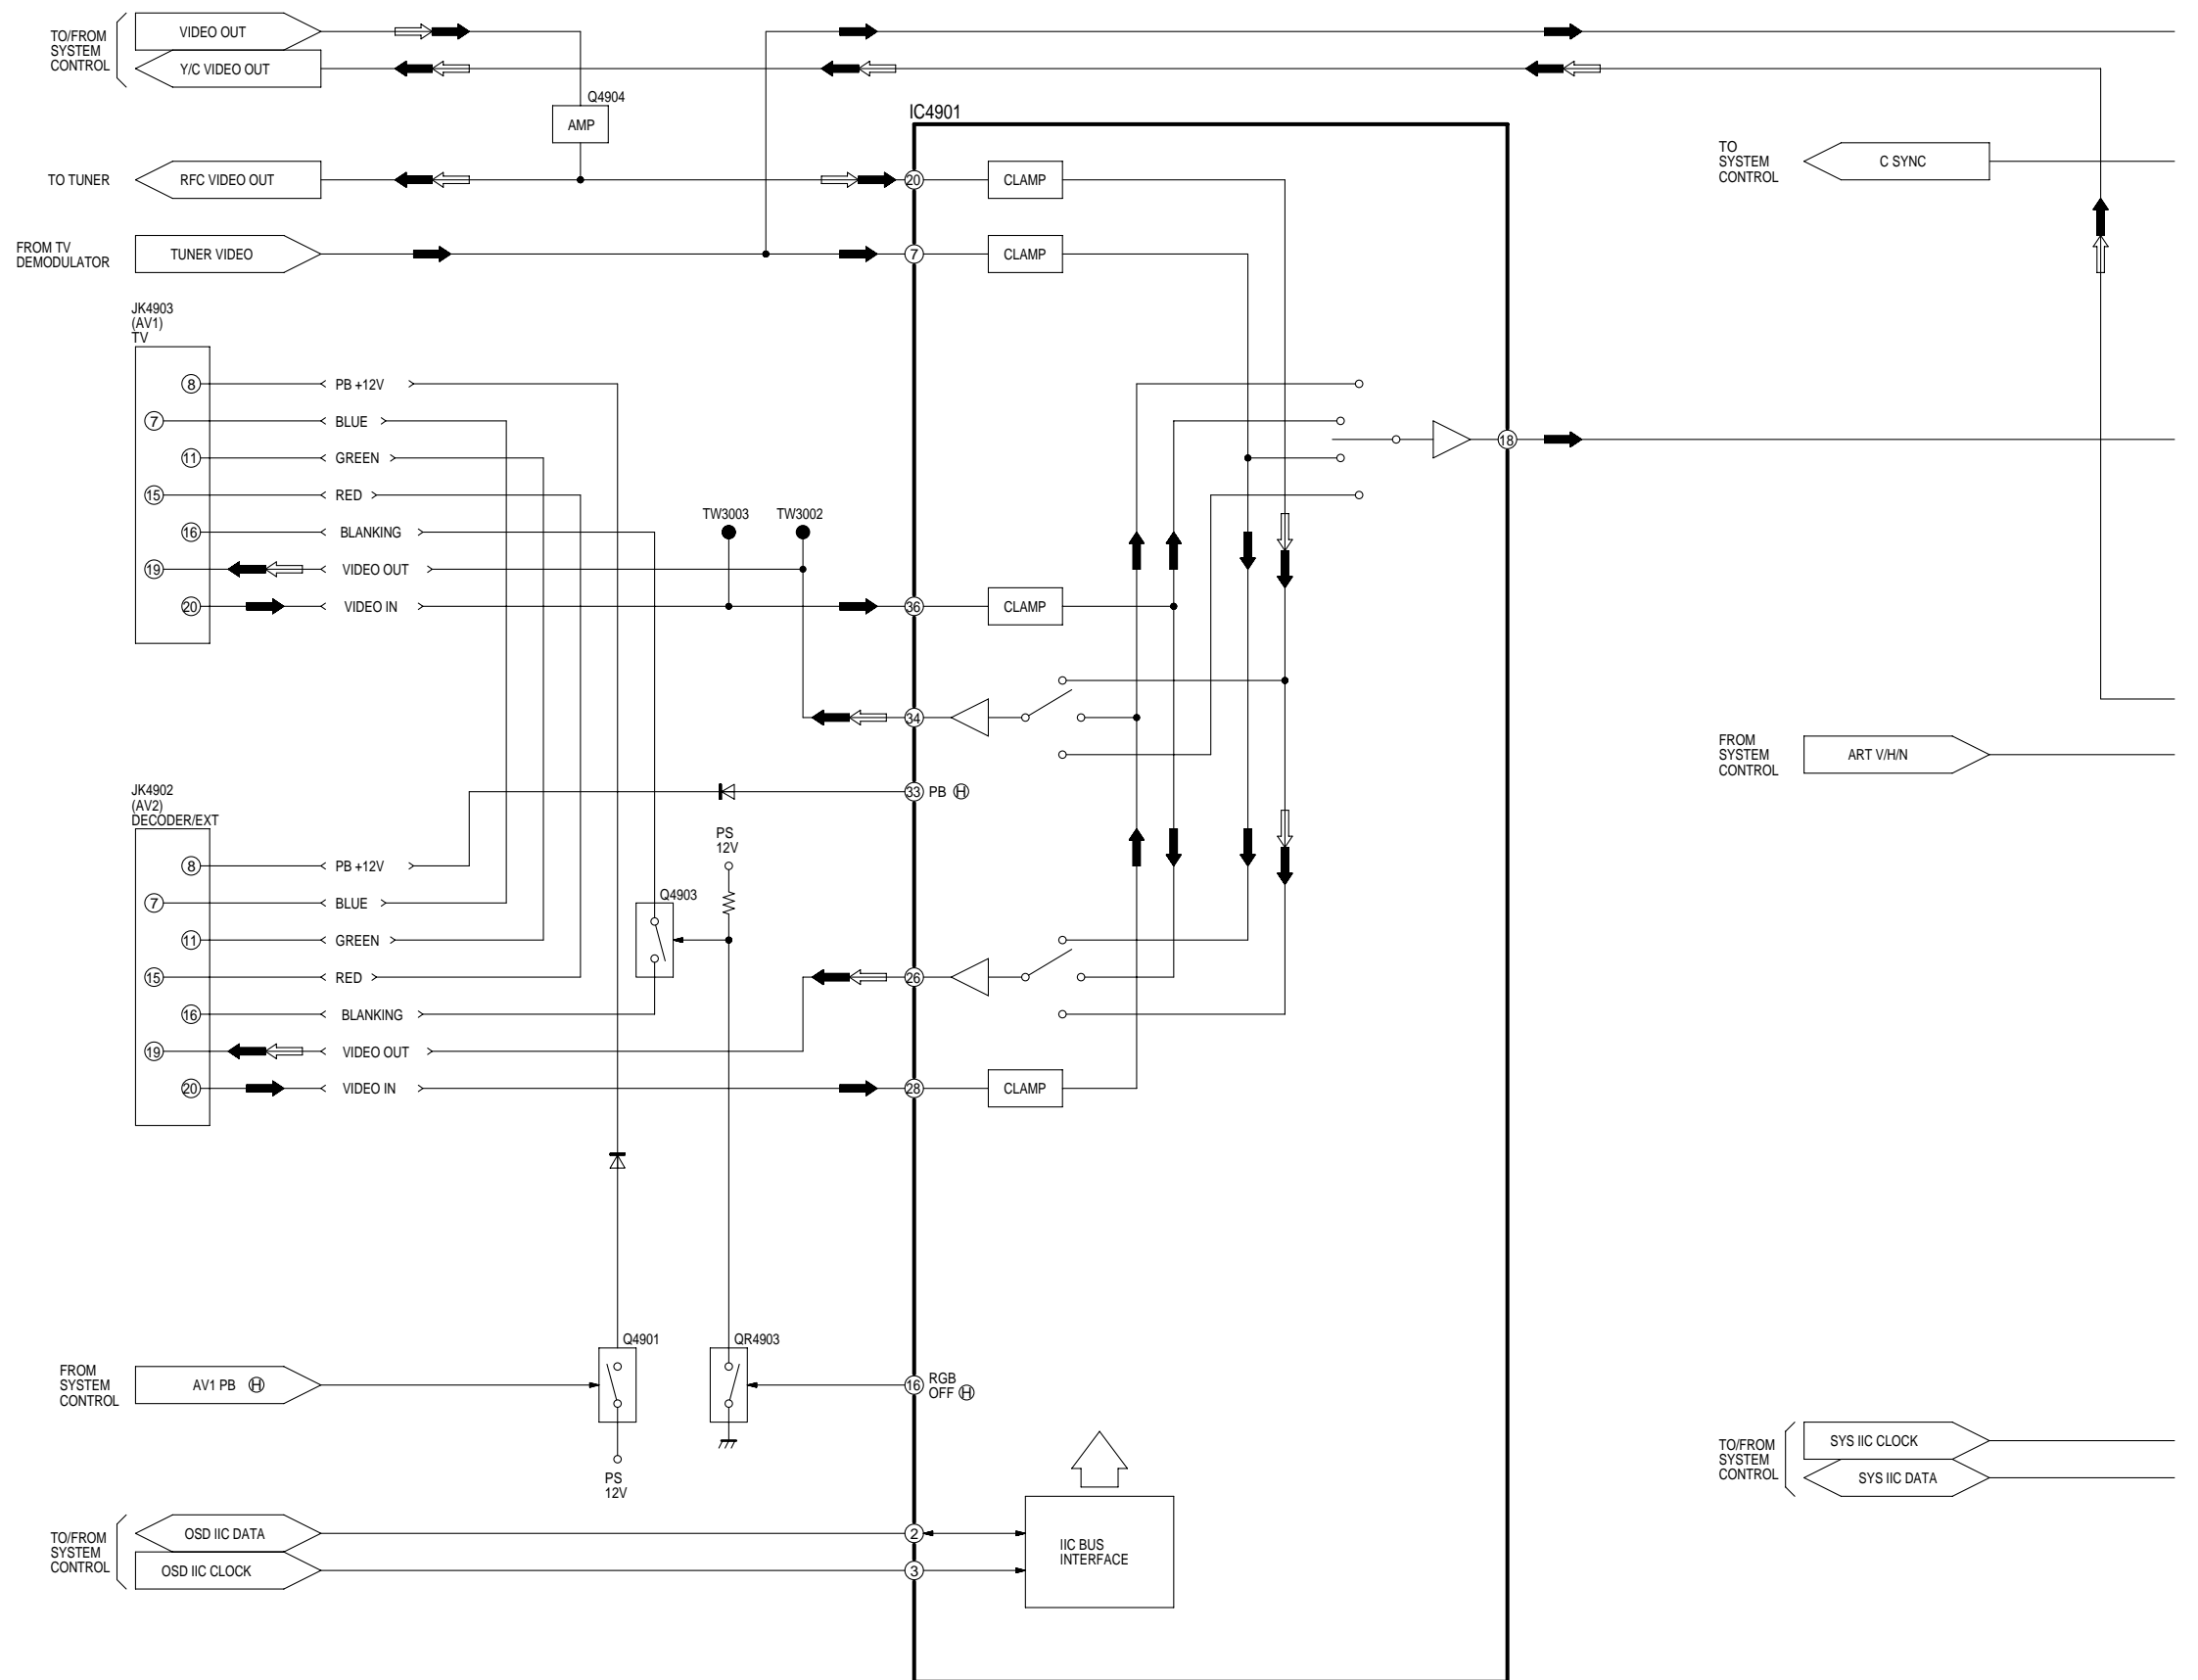 TO/FROM
SYSTEM
CONTROL
VIDEO OUT
Y/C VIDEO OUT
Q4904
AMP
IC4901
TO TUNER
RFC VIDEO OUT
20
CLAMP
TO
SYSTEM
CONTROL
C SYNC
FROM TV
DEMODULATOR
TUNER VIDEO
7
CLAMP
JK4903
(AV1)
TV
8
PB +12V
7
BLUE
11
GREEN
15
RED
16
BLANKING
19
VIDEO OUT
20
VIDEO IN
TW3003
TW3002
18
36
CLAMP
34
33
PB H
FROM
SYSTEM
CONTROL
ART V/H/N
JK4902
(AV2)
DECODER/EXT
8
PB +12V
7
BLUE
11
GREEN
15
RED
16
BLANKING
19
VIDEO OUT
20
VIDEO IN
PS
12V
Q4903
26
28
CLAMP
FROM
SYSTEM
CONTROL
AV1 PB H
Q4901
PS
12V
QR4903
16
RGB
OFF H
TO/FROM
SYSTEM
CONTROL
SYS IIC CLOCK
SYS IIC DATA
TO/FROM
SYSTEM
CONTROL
OSD IIC DATA
OSD IIC CLOCK
2
3
IIC BUS
INTERFACE